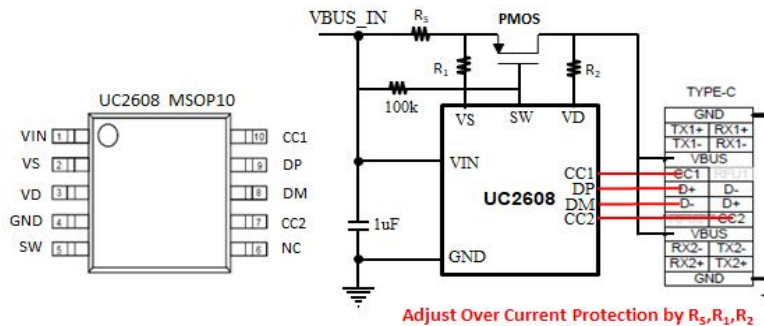 UC2608 MSOP10
VIN 1
VS 2
VD 3
GND 4
SW 5
10 CC1
9 DP
8 DM
7 CC2
6 NC
VBUS_IN
RS
PMOS
R1
R2
100k
VS SW VD
VIN
UC2608
CC1
DP
DM
CC2
1uF
GND
TYPE-C
GND
TX1+ RX1+
TX1- RX1-
VBUS
CC1 RFU1
D+ D-
D- D+
CC2
VBUS
RX2- TX2-
RX2+ TX2+
GND
Adjust Over Current Protection by RS,R1,R2